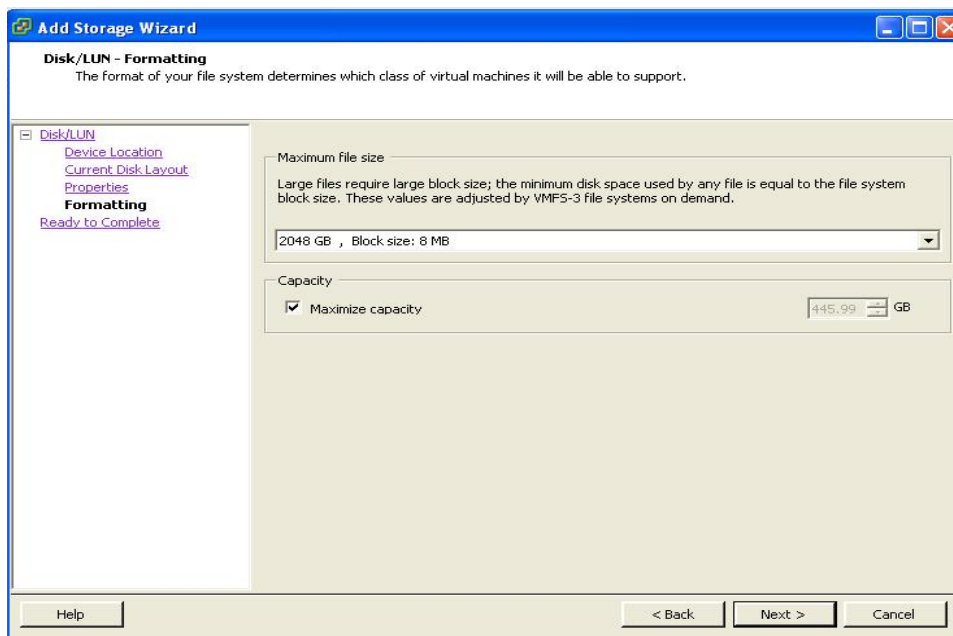 Add Storage Wizard
Disk/LUN - Formatting
The format of your file system determines which class of virtual machines it will be able to support.
Disk/LUN
Device Location
Current Disk Layout
Properties
Formatting
Ready to Complete
Maximum file size
Large files require large block size; the minimum disk space used by any file is equal to the file system
block size. These values are adjusted by VMFS-3 file systems on demand.
2048 GB , Block size: 8 MB
Capacity
Maximize capacity
445.99 GB
Help
< Back
Next >
Cancel